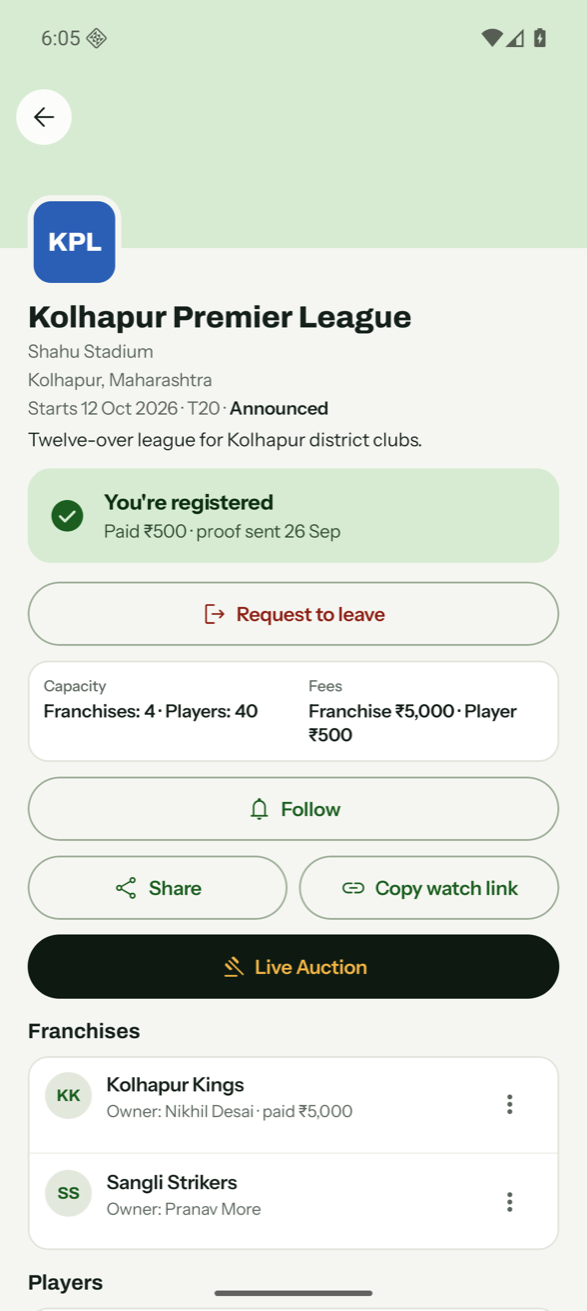 6:05
KPL
Kolhapur Premier League
Shahu Stadium
Kolhapur, Maharashtra
Starts 12 Oct 2026 · T20 · Announced
Twelve-over league for Kolhapur district clubs.
You're registered
Paid ₹500 · proof sent 26 Sep
Request to leave
Capacity
Franchises: 4 · Players: 40
Fees
Franchise ₹5,000 · Player
₹500
Follow
Share
Copy watch link
Live Auction
Franchises
KK
Kolhapur Kings
Owner: Nikhil Desai · paid ₹5,000
SS
Sangli Strikers
Owner: Pranav More
Players